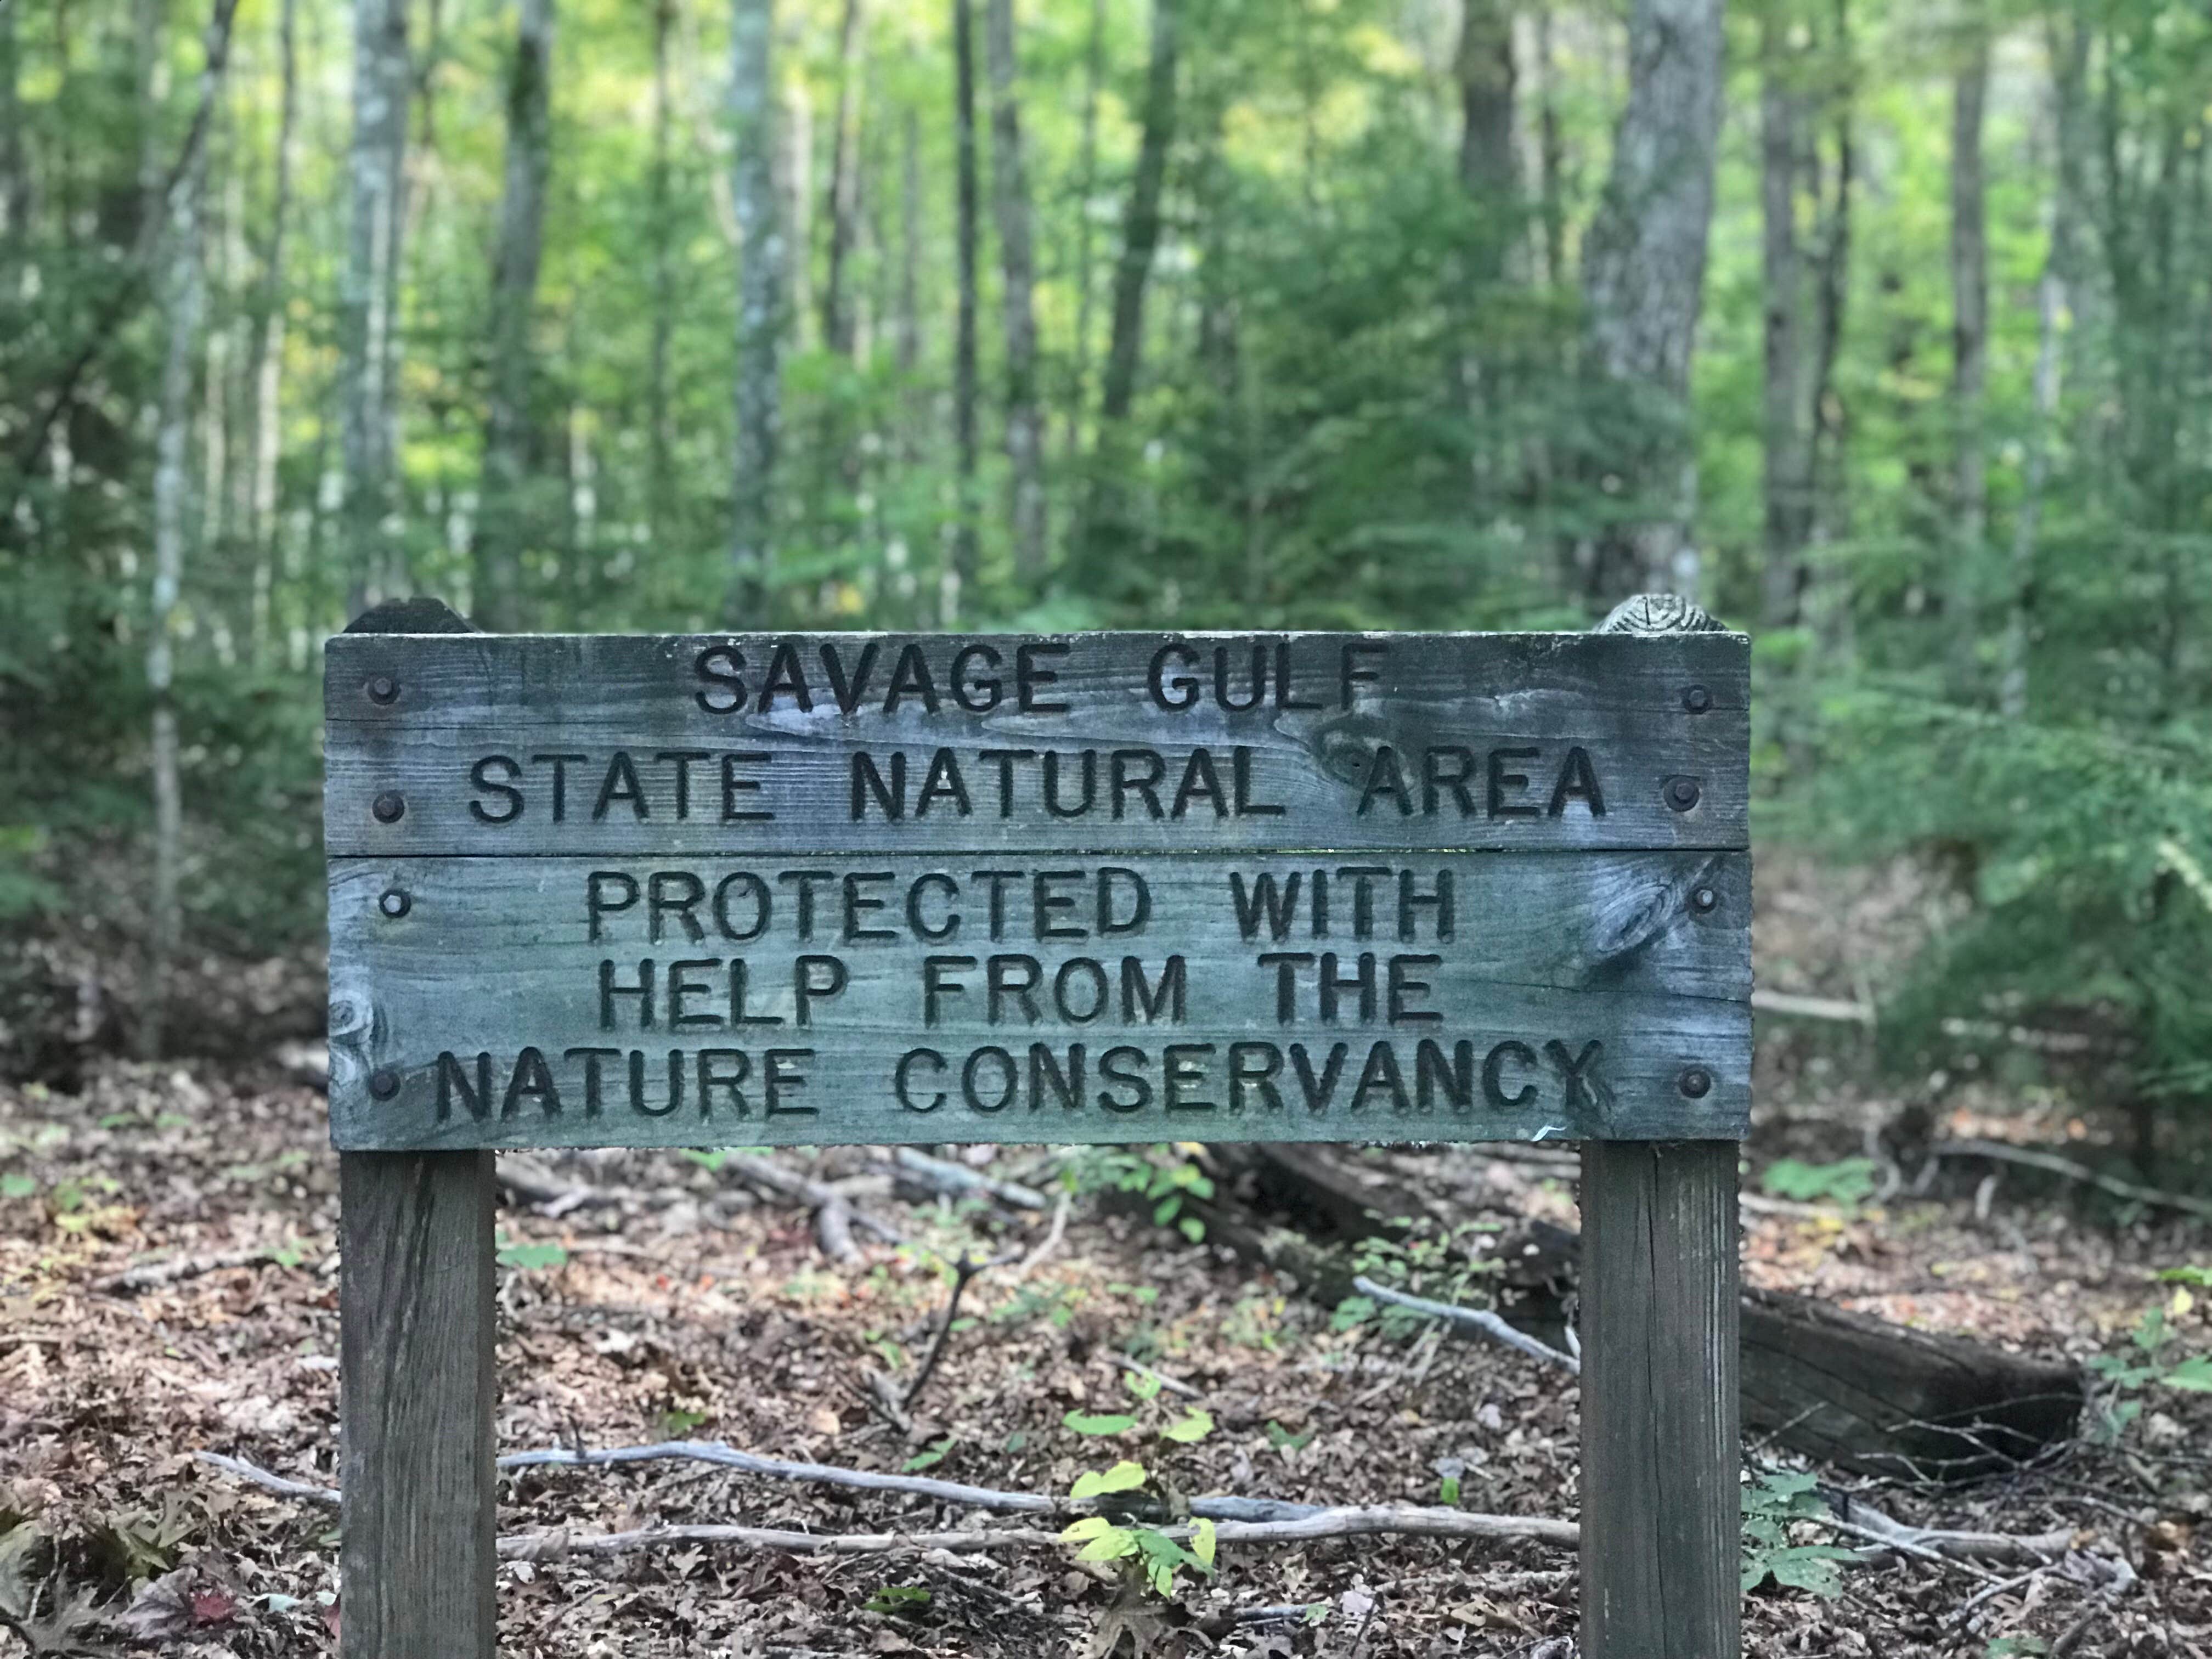 SAVAGE GULF
STATE NATURAL AREA
PROTECTED WITH
HELP FROM THE
NATURE CONSERVANCY